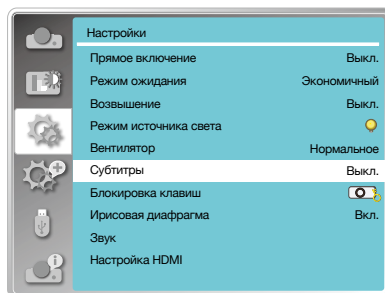 Настройки
Прямое включение Выкл.
Режим ожидания Экономичный
Возвышение Выкл.
Режим источника света
Вентилятор Нормальное
Субтитры Выкл.
Блокировка клавиш
Ирисовая диафрагма Вкл.
Звук
Настройка HDMI